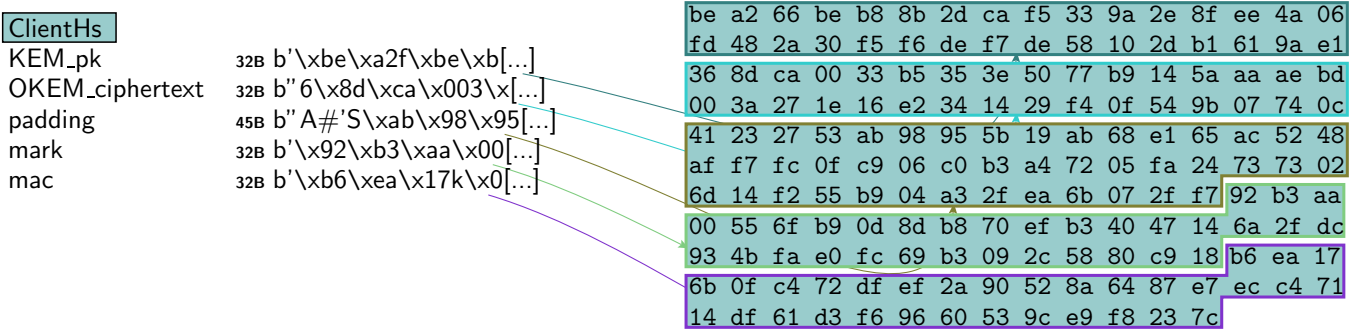 ClientHs
KEM_pk 32B b'\xbe\xa2f\xbe\xb[...]
OKEM_ciphertext 32B b"6\x8d\xca\x003\x[...]
padding 45B b"A#'S\xab\x98\x95[...]
mark 32B b'\x92\xb3\xaa\x00[...]
mac 32B b'\xb6\xea\x17k\x0[...]
be a2 66 be b8 8b 2d ca f5 33 9a 2e 8f ee 4a 06
fd 48 2a 30 f5 f6 de f7 de 58 10 2d b1 61 9a e1
36 8d ca 00 33 b5 35 3e 50 77 b9 14 5a aa ae bd
00 3a 27 1e 16 e2 34 14 29 f4 0f 54 9b 07 74 0c
41 23 27 53 ab 98 95 5b 19 ab 68 e1 65 ac 52 48
af f7 fc 0f c9 06 c0 b3 a4 72 05 fa 24 73 73 02
6d 14 f2 55 b9 04 a3 2f ea 6b 07 2f f7 92 b3 aa
00 55 6f b9 0d 8d b8 70 ef b3 40 47 14 6a 2f dc
93 4b fa e0 fc 69 b3 09 2c 58 80 c9 18 b6 ea 17
6b 0f c4 72 df ef 2a 90 52 8a 64 87 e7 ec c4 71
14 df 61 d3 f6 96 60 53 9c e9 f8 23 7c